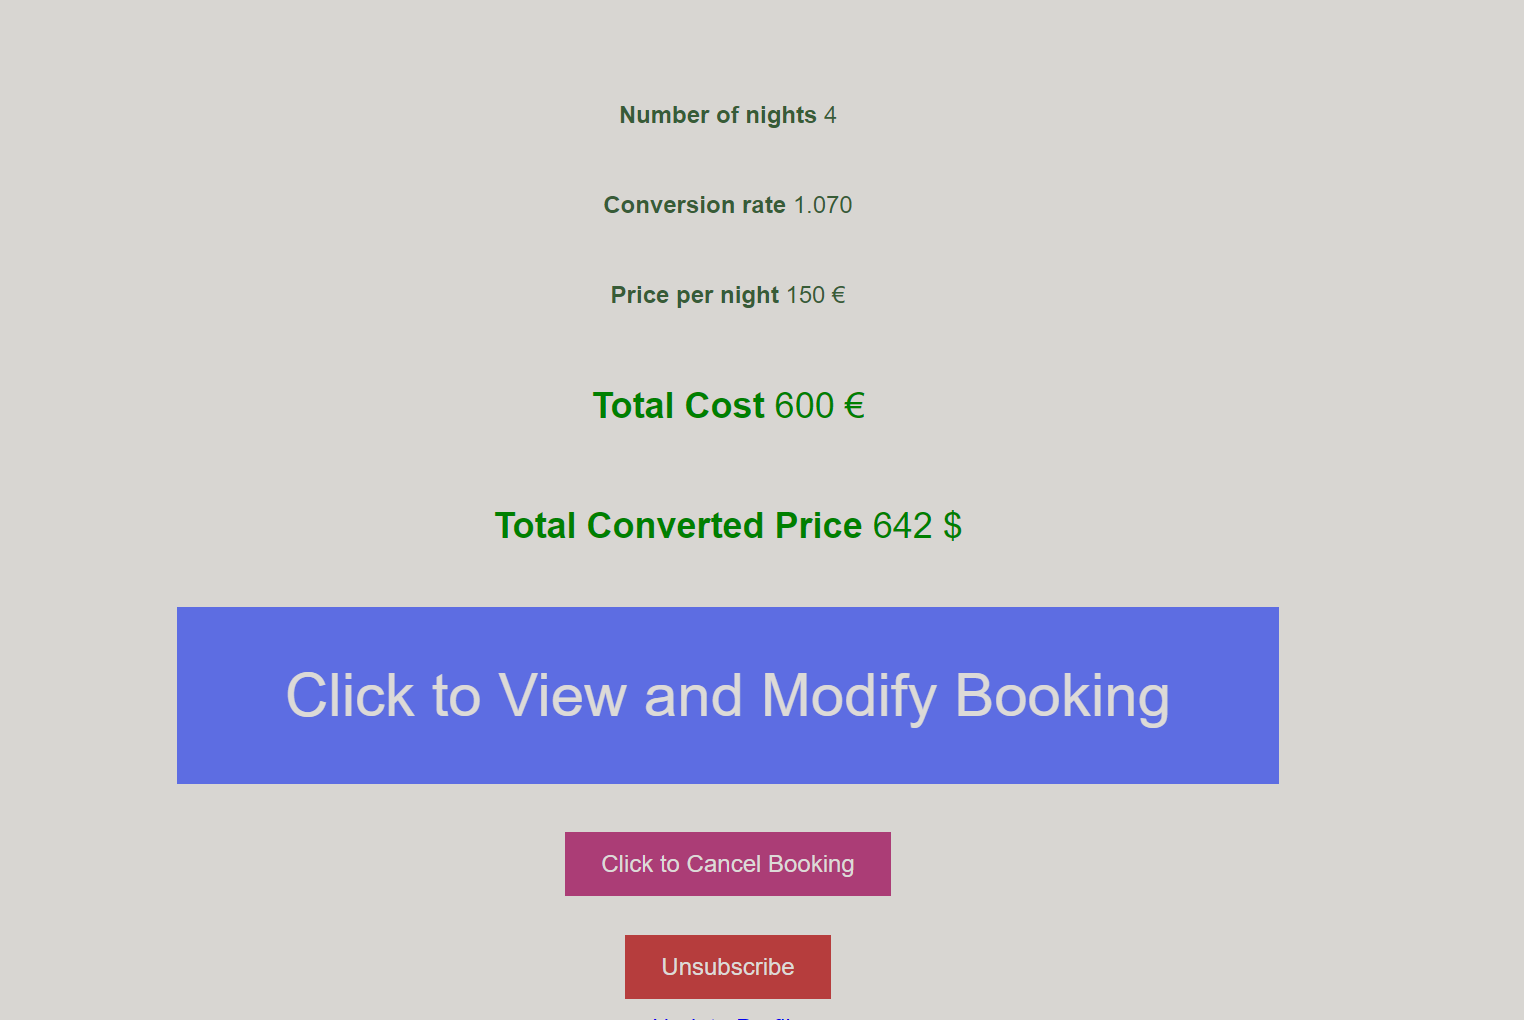 Number of nights 4
Conversion rate 1.070
Price per night 150 €
Total Cost 600 €
Total Converted Price 642 $
Click to View and Modify Booking
Click to Cancel Booking
Unsubscribe